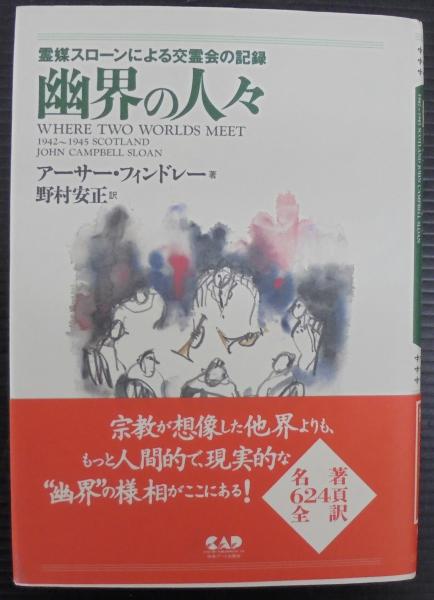 霊媒スローンによる交霊会の記録
幽界の人々
WHERE TWO WORLDS MEET
1942~1945 SCOTLAND
JOHN CAMPBELL SLOAN
アーサー・フィンドレー著
野村安正訳
宗教が想像した他界よりも、
もっと人間的で、現実的な
“幽界”の様相がここにある!
名著
624頁
全訳
CAD